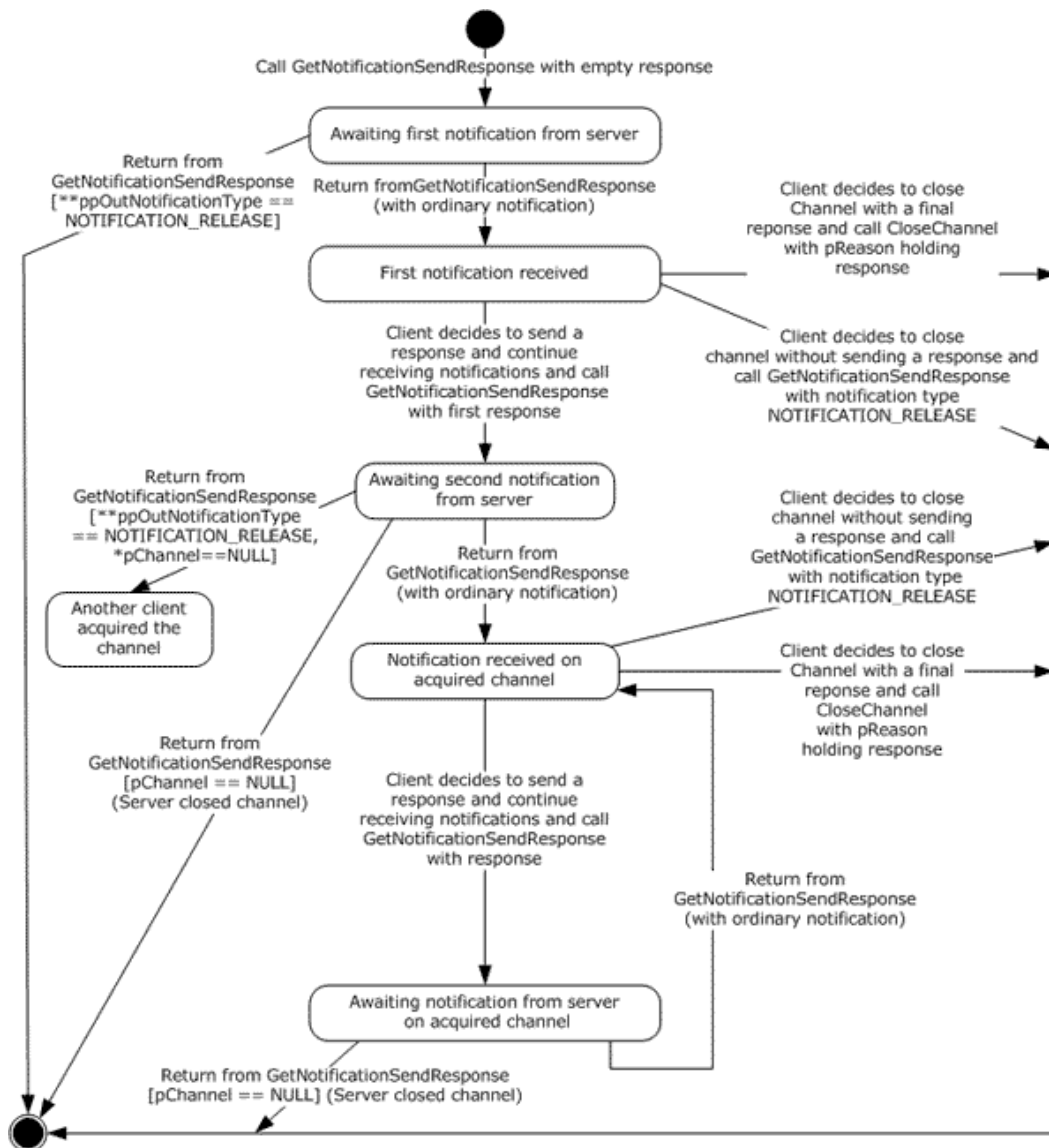 Call GetNotificationSendResponse with empty response
Awaiting first notification from server
Return from
GetNotificationSendResponse
[**ppOutNotificationType ==
NOTIFICATION_RELEASE]
Return fromGetNotificationSendResponse
(with ordinary notification)
Client decides to close
Channel with a final
reponse and call CloseChannel
with pReason holding
response
First notification received
Client decides to send a
response and continue
receiving notifications and call
GetNotificationSendResponse
with first response
Client decides to close
channel without sending a response and
call GetNotificationSendResponse
with notification type
NOTIFICATION_RELEASE
Awaiting second notification
from server
Return from
GetNotificationSendResponse
[**ppOutNotificationType
== NOTIFICATION_RELEASE,
*pChannel==NULL]
Client decides to close
channel without sending
a response and call
GetNotificationSendResponse
with notification type
NOTIFICATION_RELEASE
Return from
GetNotificationSendResponse
(with ordinary notification)
Another client
acquired the
channel
Notification received on
acquired channel
Client decides to close
Channel with a final
reponse and call
CloseChannel
with pReason
holding response
Return from
GetNotificationSendResponse
[pChannel == NULL]
(Server closed channel)
Client decides to send a
response and continue
receiving notifications and call
GetNotificationSendResponse
with response
Return from
GetNotificationSendResponse
(with ordinary notification)
Awaiting notification from server
on acquired channel
Return from GetNotificationSendResponse
[pChannel == NULL] (Server closed channel)